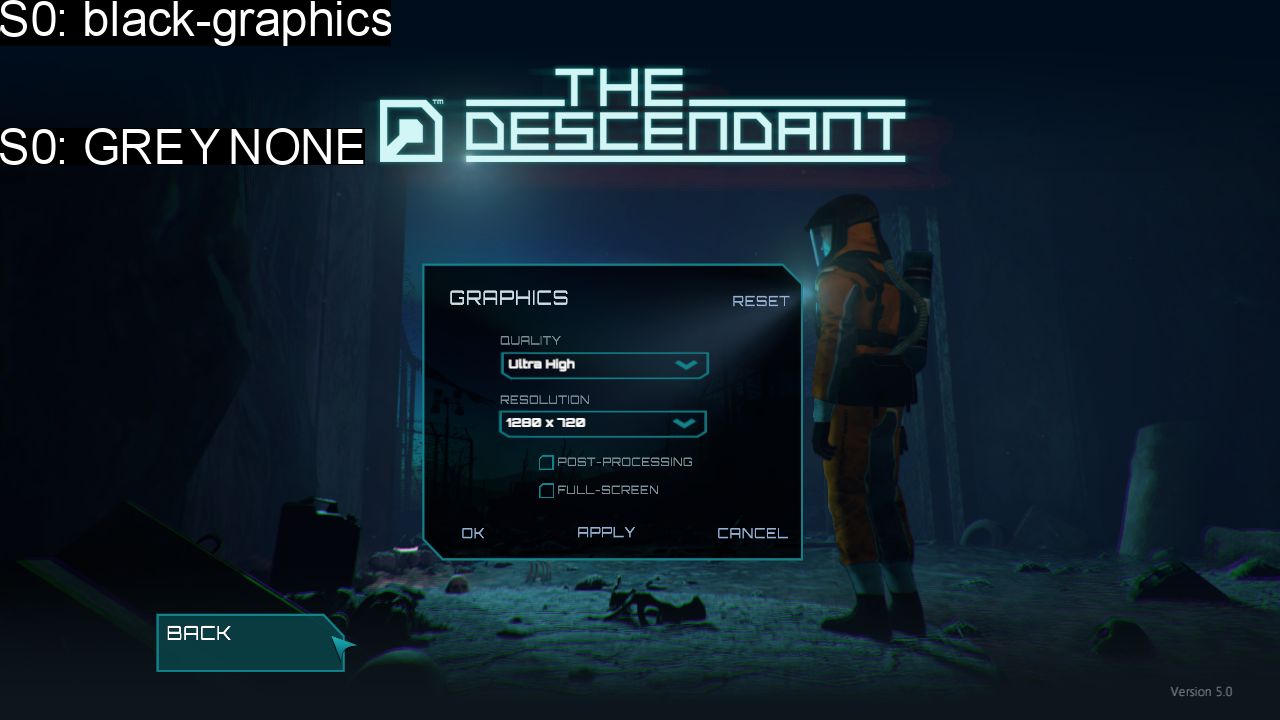 S0: black-graphics
THE
DESCENDANT
TM
S0: GREY NONE
GRAPHICS
RESET
QUALITY
Ultra High
RESOLUTION
1280 x 720
POST-PROCESSING
FULL-SCREEN
OK
APPLY
CANCEL
BACK
Version 5.0